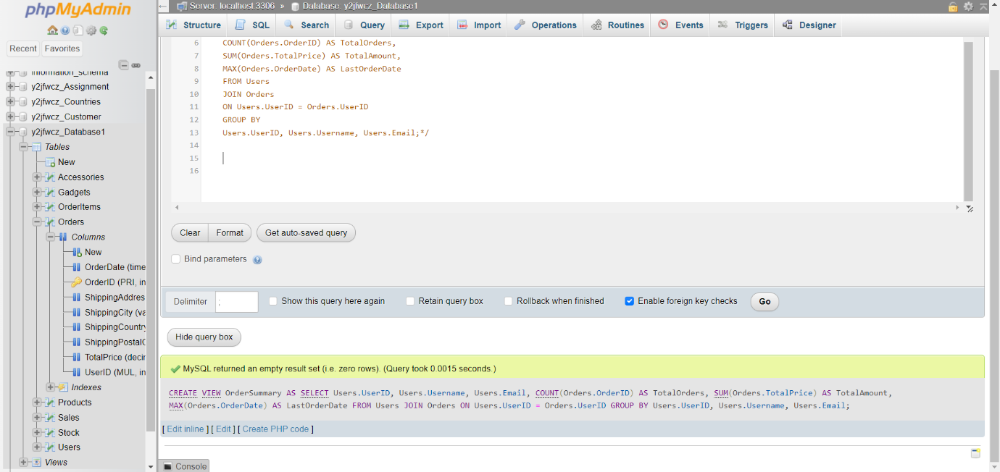 phpMyAdmin
Recent Favorites
information_schema
y2jfwcz_Assignment
y2jfwcz_Countries
y2jfwcz_Customer
y2jfwcz_Database1
Tables
New
Accessories
Gadgets
OrderItems
Orders
Columns
New
OrderDate (time
OrderID (PRI, in
ShippingAddres
ShippingCity (va
ShippingCountry
ShippingPostalC
TotalPrice (decin
UserID (MUL, in
Indexes
Products
Sales
Stock
Users
Views
Server: localhost:3306 » Database: y2jfwcz_Database1
Structure SQL Search Query Export Import Operations Routines Events Triggers Designer
6 COUNT(Orders.OrderID) AS TotalOrders,
7 SUM(Orders.TotalPrice) AS TotalAmount,
8 MAX(Orders.OrderDate) AS LastOrderDate
9 FROM Users
10 JOIN Orders
11 ON Users.UserID = Orders.UserID
12 GROUP BY
13 Users.UserID, Users.Username, Users.Email;*/
14
15
16
Clear Format Get auto-saved query
Bind parameters
Delimiter ; Show this query here again Retain query box Rollback when finished Enable foreign key checks Go
Hide query box
MySQL returned an empty result set (i.e. zero rows). (Query took 0.0015 seconds.)
CREATE VIEW OrderSummary AS SELECT Users.UserID, Users.Username, Users.Email, COUNT(Orders.OrderID) AS TotalOrders, SUM(Orders.TotalPrice) AS TotalAmount,
MAX(Orders.OrderDate) AS LastOrderDate FROM Users JOIN Orders ON Users.UserID = Orders.UserID GROUP BY Users.UserID, Users.Username, Users.Email;
[ Edit inline ] [ Edit ] [ Create PHP code ]
Console